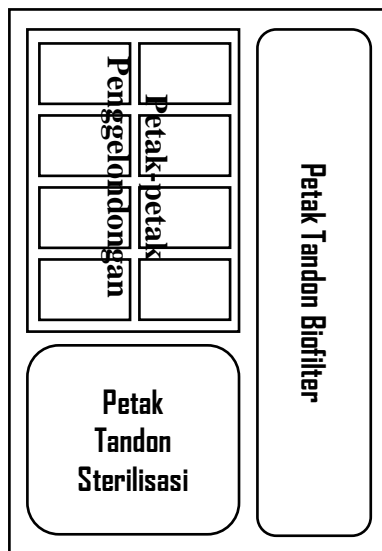 Petak-petak
Penggelondongan
Petak Tandon Biofilter
Petak
Tandon
Sterilisasi